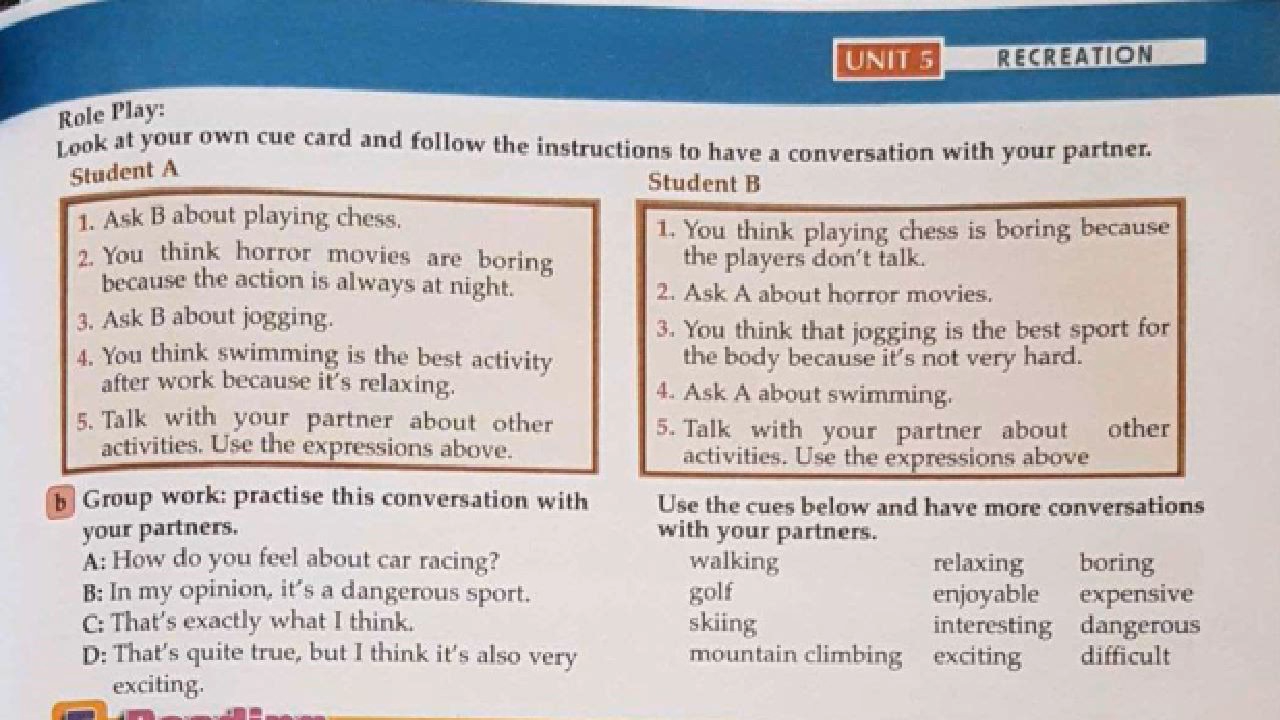 UNIT 5 RECREATION
Role Play:
Look at your own cue card and follow the instructions to have a conversation with your partner.
Student A
1. Ask B about playing chess.
2. You think horror movies are boring
because the action is always at night.
3. Ask B about jogging.
4. You think swimming is the best activity
after work because it's relaxing.
5. Talk with your partner about other
activities. Use the expressions above.
Student B
1. You think playing chess is boring because
the players don't talk.
2. Ask A about horror movies.
3. You think that jogging is the best sport for
the body because it's not very hard.
4. Ask A about swimming.
5. Talk with your partner about other
activities. Use the expressions above
b Group work: practise this conversation with
your partners.
A: How do you feel about car racing?
B: In my opinion, it's a dangerous sport.
C: That's exactly what I think.
D: That's quite true, but I think it's also very
exciting.
Use the cues below and have more conversations
with your partners.
walking relaxing boring
golf enjoyable expensive
skiing interesting dangerous
mountain climbing exciting difficult